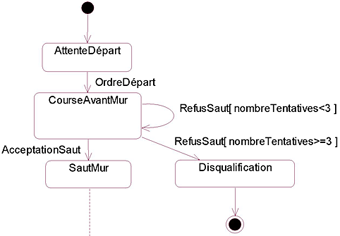 AttenteDépart
OrdreDépart
CourseAvantMur
RefusSaut[ nombreTentatives<3 ]
RefusSaut[ nombreTentatives>=3 ]
AcceptationSaut
SautMur
Disqualification